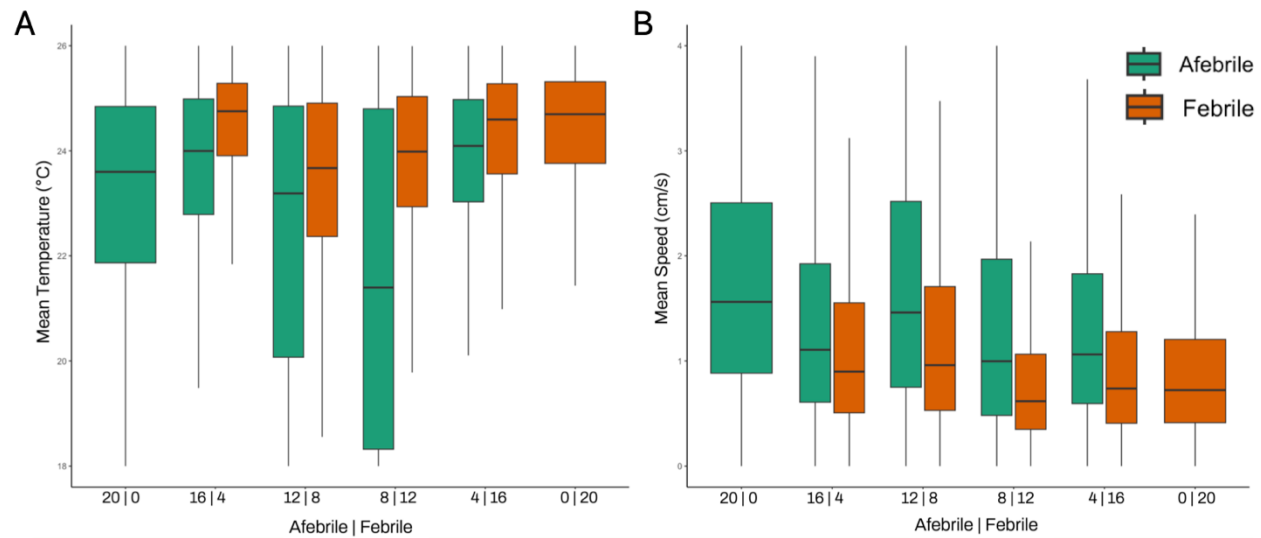 A
Mean Temperature (°C)
26
24
22
20
18
20|0 16|4 12|8 8|12 4|16 0|20
Afebrile | Febrile
B
Mean Speed (cm/s)
4
3
2
1
0
20|0 16|4 12|8 8|12 4|16 0|20
Afebrile | Febrile
Afebrile
Febrile